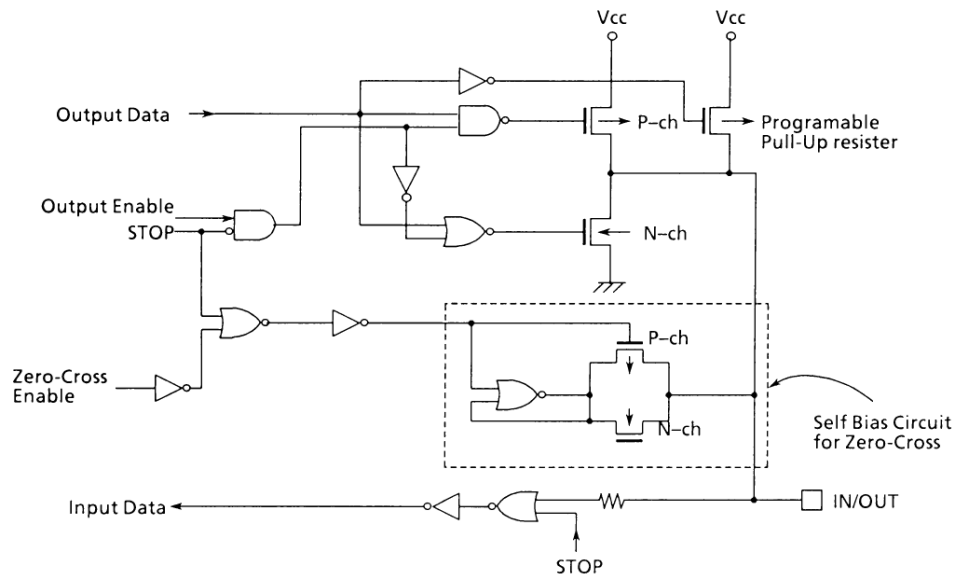 Vcc
Vcc
Output Data
P–ch
Programable
Pull-Up resister
Output Enable
STOP
N–ch
P–ch
Zero-Cross
Enable
N–ch
Self Bias Circuit
for Zero-Cross
Input Data
IN/OUT
STOP